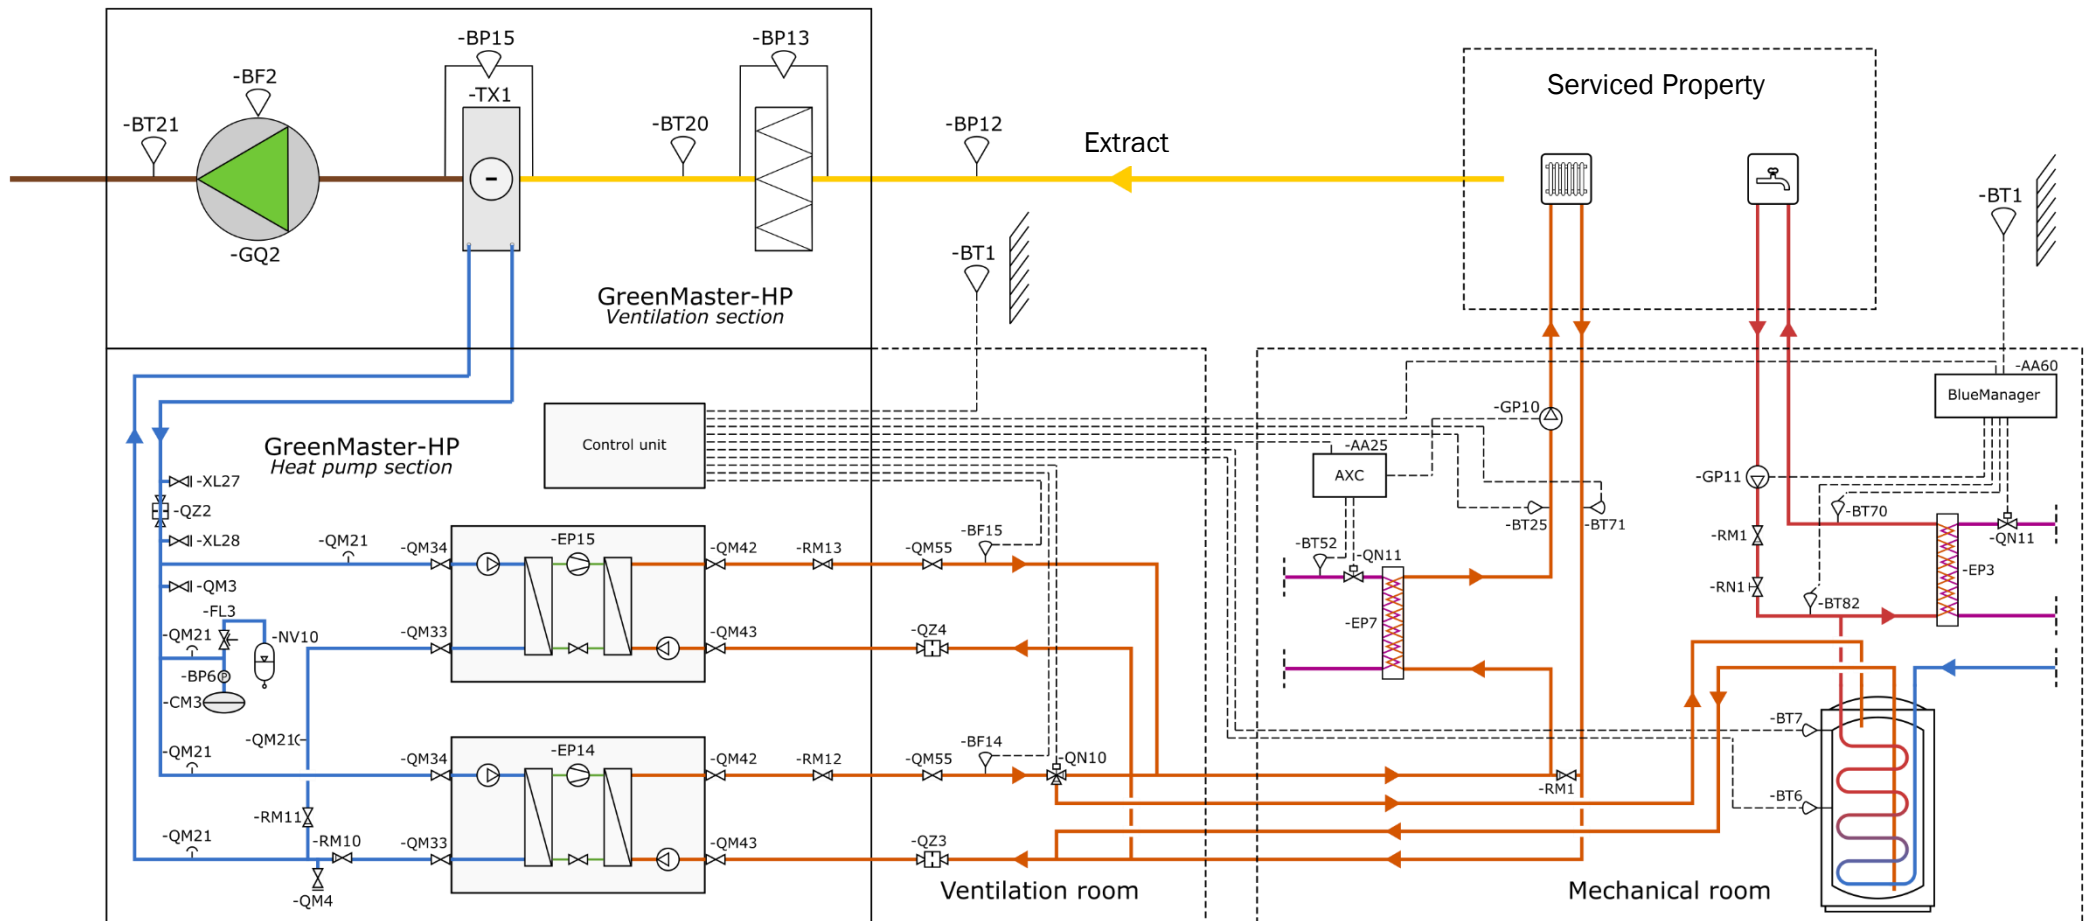 -BP15
-BP13
-BF2
-TX1
-BT21
-BT20
-BP12
Extract
Serviced Property
-BT1
-GQ2
-BT1
GreenMaster-HP
Ventilation section
-AA60
BlueManager
-GP10
Control unit
GreenMaster-HP
Heat pump section
-AA25
AXC
-GP11
-XL27
-QZ2
-BT25
-BT71
-BT70
-QN11
-XL28
-QM21
-QM34
-EP15
-QM42
-RM13
-QM55
-BF15
-RM1
-BT52
-QN11
-EP3
-QM3
-RN1
-BT82
-FL3
-QM21
-NV10
-QM33
-QM43
-QZ4
-EP7
-BP6
P
-CM3
-QM21
-BT7
-QM21
-QM34
-EP14
-QM42
-RM12
-QM55
-BF14
-QN10
-RM1
-BT6
-RM11
-QM21
-RM10
-QM33
-QM43
-QZ3
-QM4
Ventilation room
Mechanical room